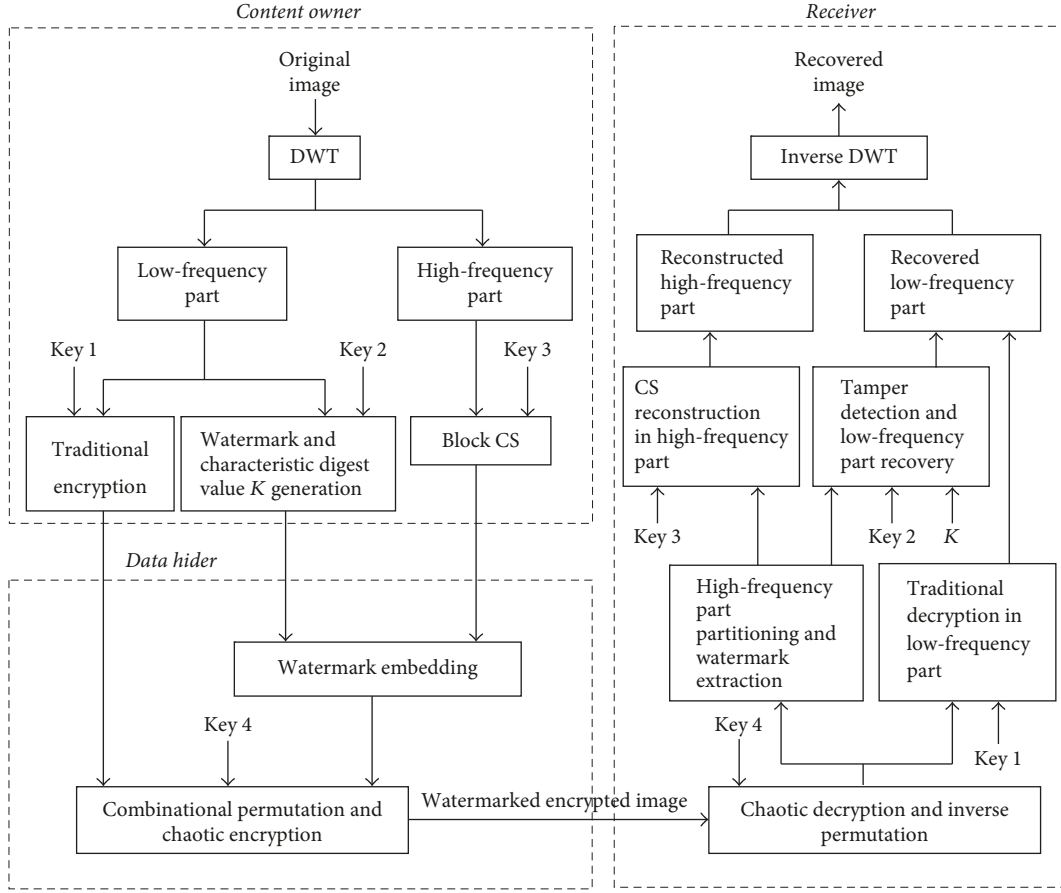 Content owner
Original
image
DWT
Low-frequency
part
High-frequency
part
Key 1
Key 2
Key 3
Traditional
encryption
Watermark and
characteristic digest
value K generation
Block CS
Data hider
Watermark embedding
Key 4
Combinational permutation and
chaotic encryption
Watermarked encrypted image
Receiver
Recovered
image
Inverse DWT
Reconstructed
high-frequency
part
Recovered
low-frequency
part
CS
reconstruction
in high-frequency
part
Tamper
detection and
low-frequency
part recovery
Key 3
Key 2
K
High-frequency
part
partitioning and
watermark
extraction
Traditional
decryption in
low-frequency
part
Key 4
Key 1
Chaotic decryption and inverse
permutation